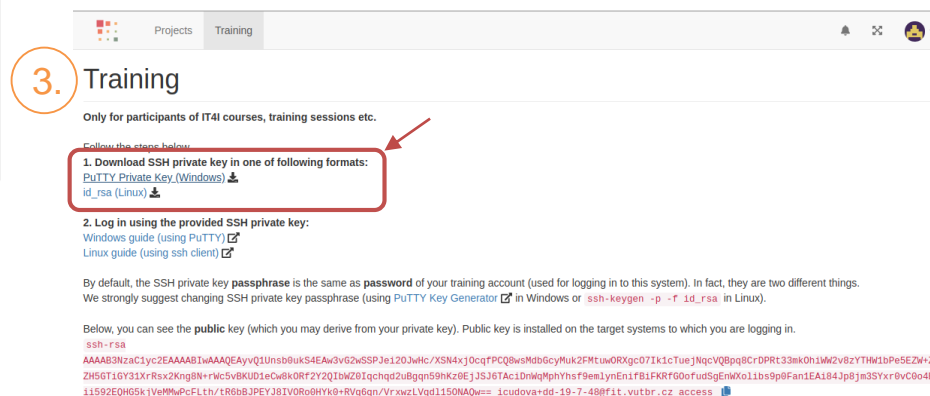 Projects Training
3. Training
Only for participants of IT4I courses, training sessions etc.
Follow the steps below
1. Download SSH private key in one of following formats:
PuTTY Private Key (Windows)
id_rsa (Linux)
2. Log in using the provided SSH private key:
Windows guide (using PuTTY)
Linux guide (using ssh client)
By default, the SSH private key passphrase is the same as password of your training account (used for logging in to this system). In fact, they are two different things.
We strongly suggest changing SSH private key passphrase (using PuTTY Key Generator in Windows or ssh-keygen -p -f id_rsa in Linux).
Below, you can see the public key (which you may derive from your private key). Public key is installed on the target systems to which you are logging in.
ssh-rsa